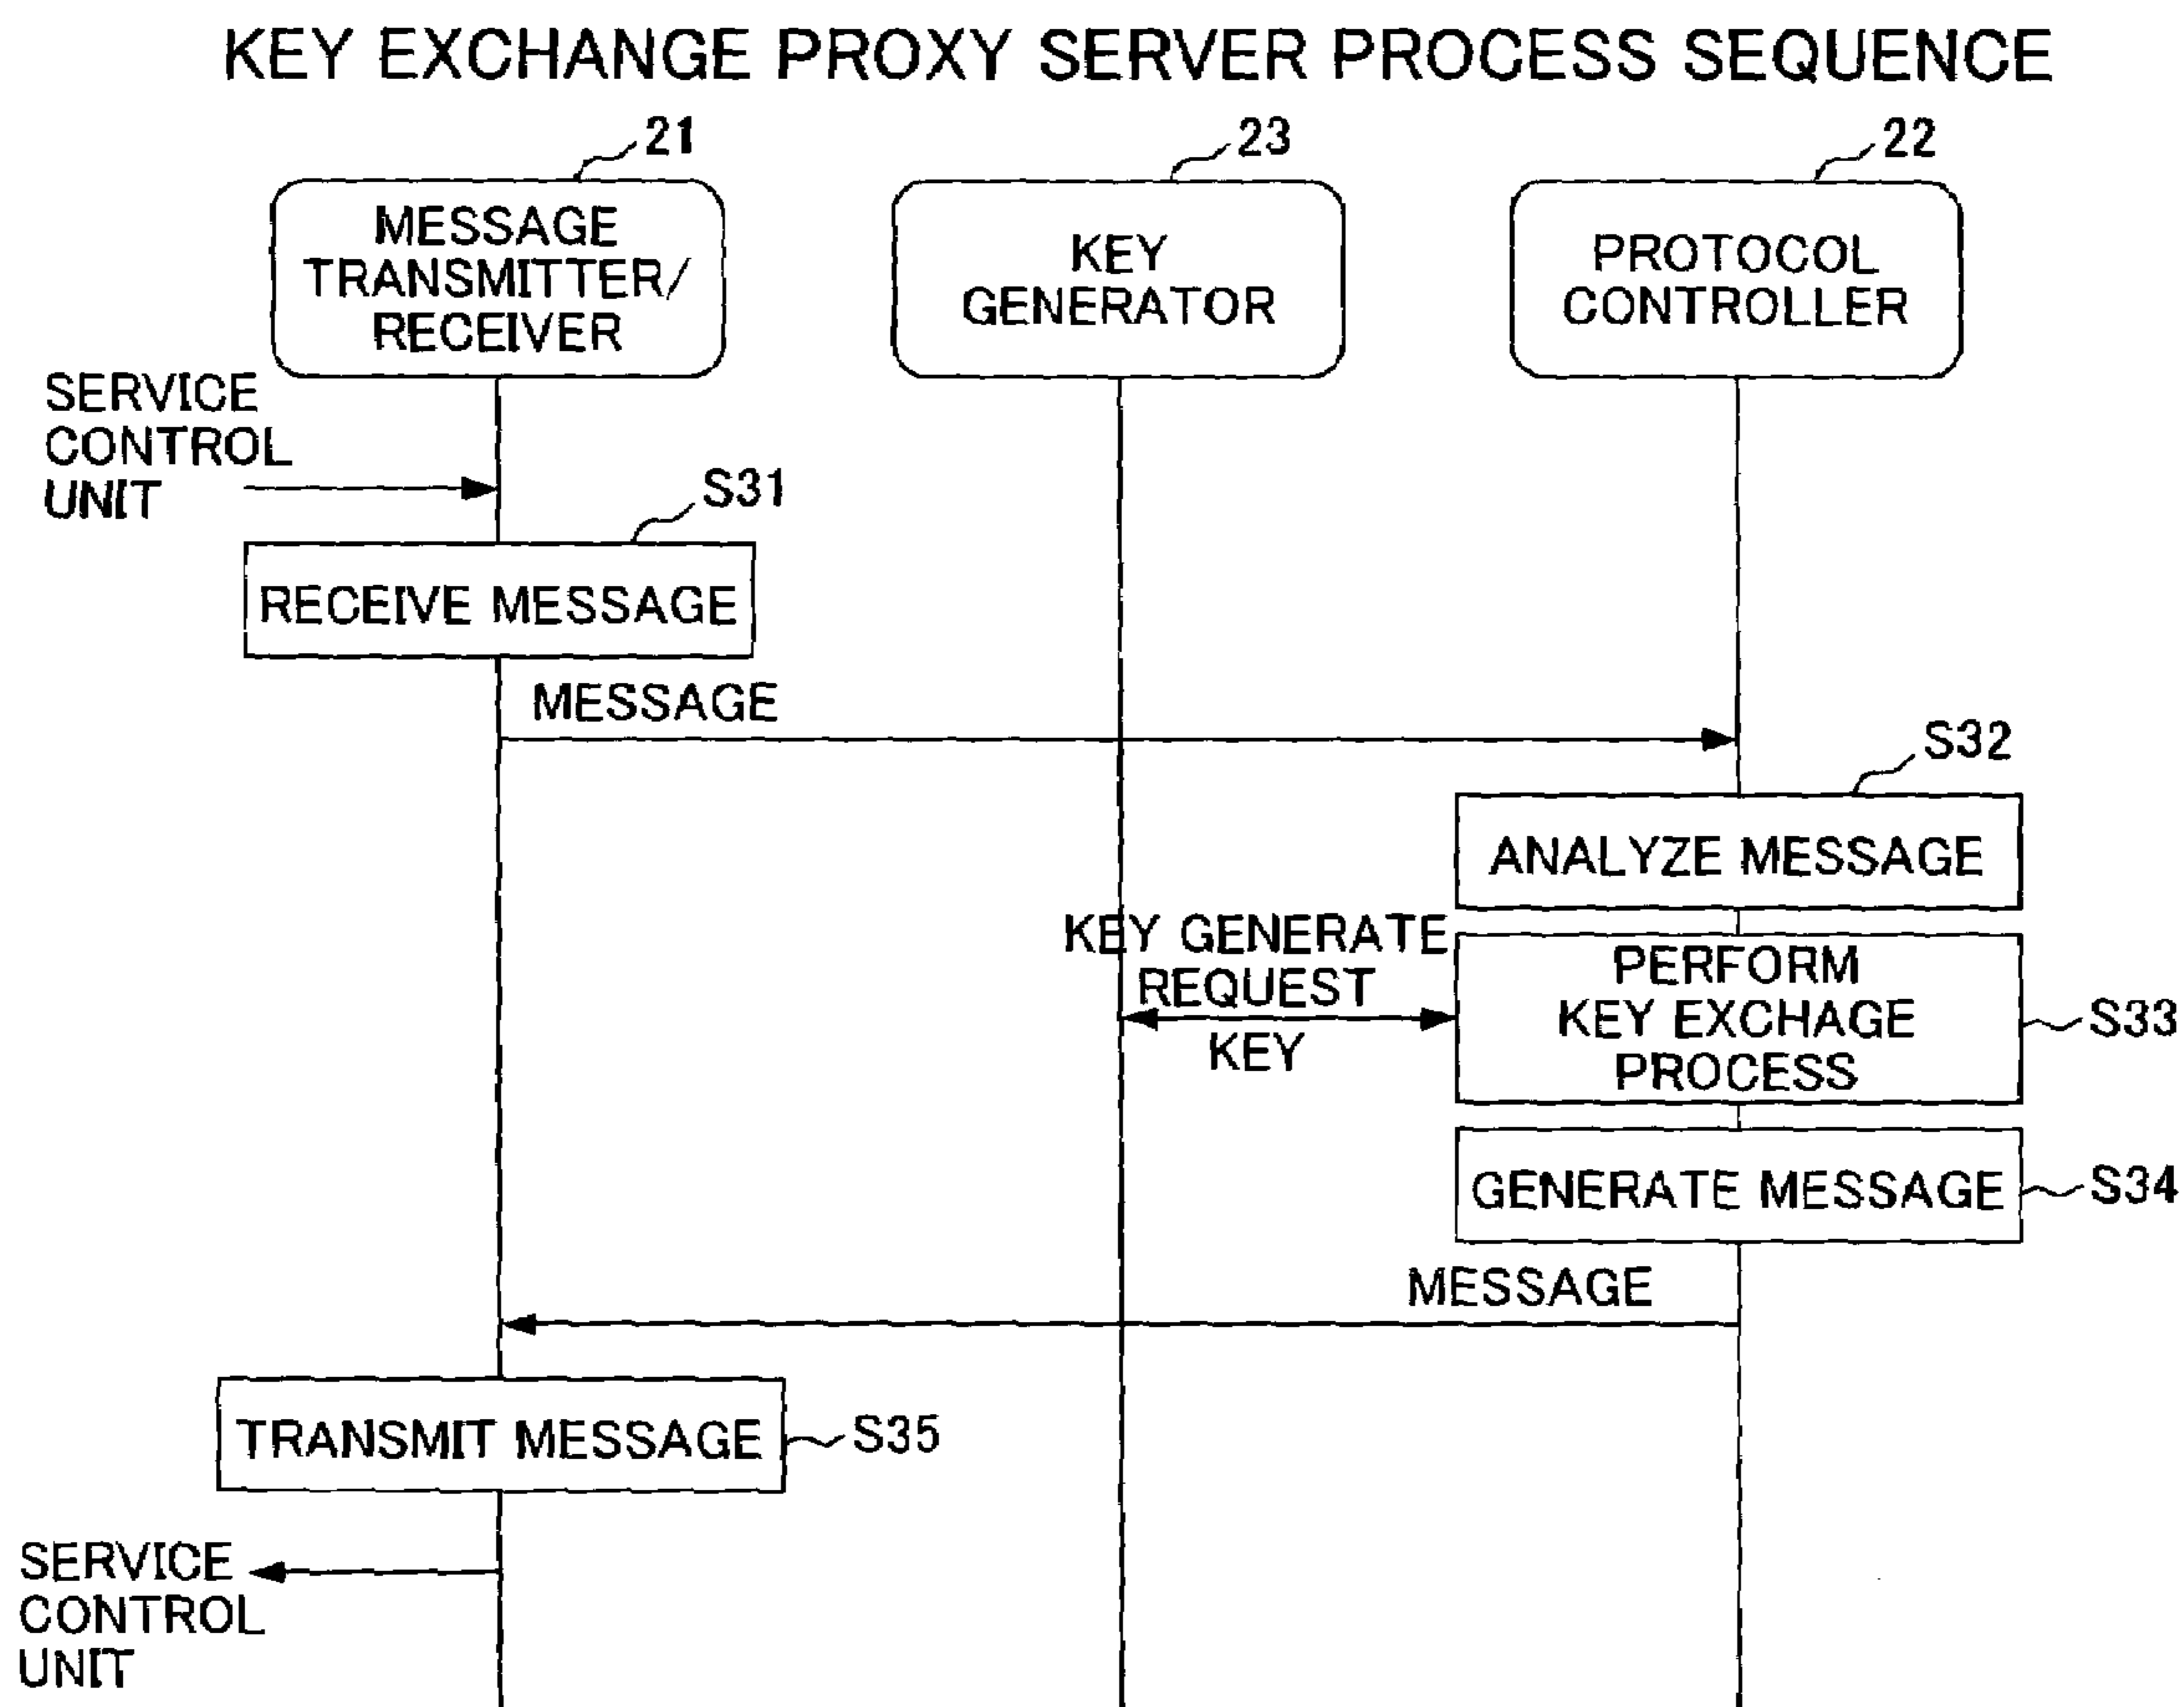 KEY EXCHANGE PROXY SERVER PROCESS SEQUENCE
21
23
22
MESSAGE
TRANSMITTER/
RECEIVER
KEY
GENERATOR
PROTOCOL
CONTROLLER
SERVICE
CONTROL
UNIT
S31
RECEIVE MESSAGE
MESSAGE
S32
ANALYZE MESSAGE
KEY GENERATE
REQUEST
KEY
PERFORM
KEY EXCHAGE
PROCESS
S33
GENERATE MESSAGE
S34
MESSAGE
TRANSMIT MESSAGE
S35
SERVICE
CONTROL
UNIT